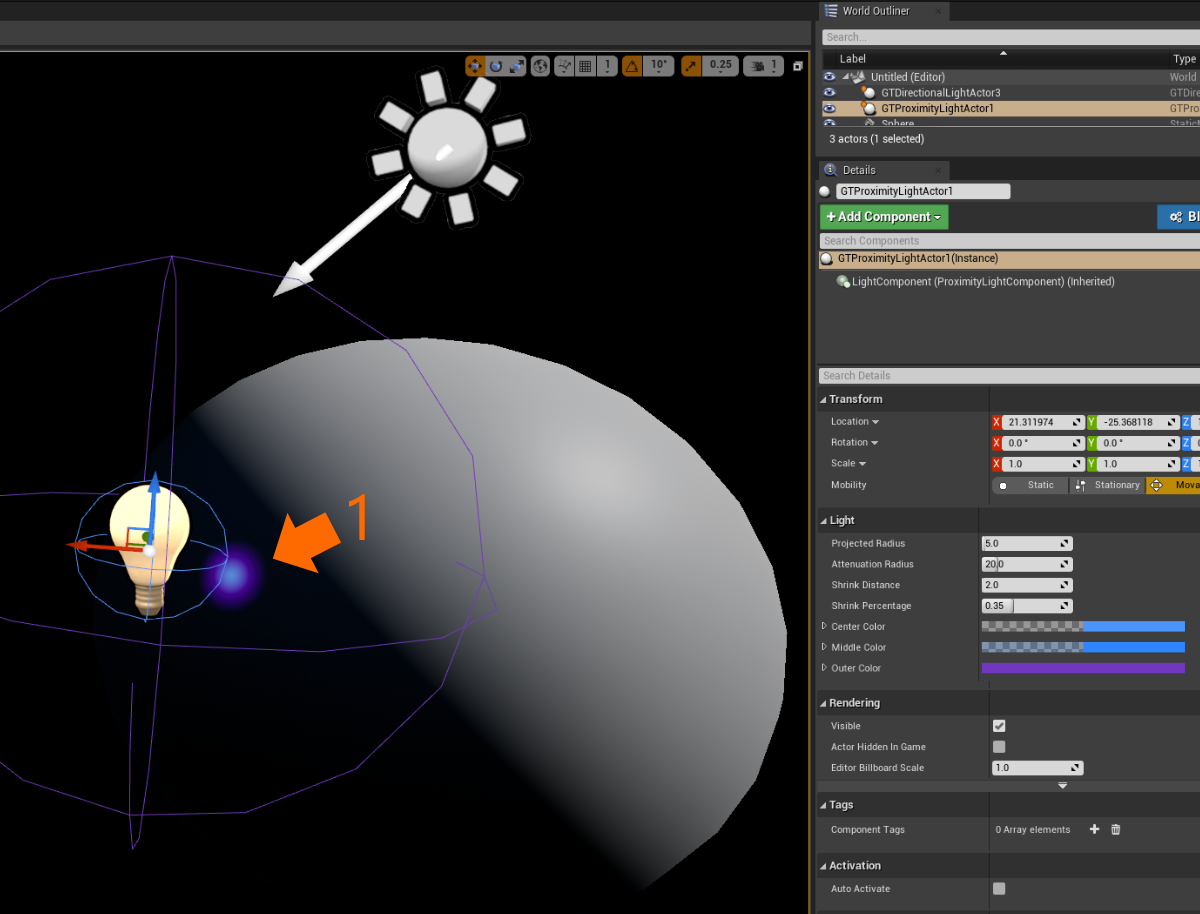 World Outliner
1
10°
0.25
1
Search...
Label
Type
Untitled (Editor)
World
GTDirectionalLightActor3
GTDire
GTProximityLightActor1
GTPro
Sphere
Static
3 actors (1 selected)
Details
GTProximityLightActor1
+ Add Component
Bl
Search Components
GTProximityLightActor1(Instance)
LightComponent (ProximityLightComponent) (Inherited)
Search Details
Transform
Location
X 21.311974 Y -25.368118 Z
Rotation
X 0.0 ° Y 0.0 ° Z
Scale
X 1.0 Y 1.0 Z
Mobility
Static Stationary Mova
1
Light
Projected Radius
5.0
Attenuation Radius
20.0
Shrink Distance
2.0
Shrink Percentage
0.35
Center Color
Middle Color
Outer Color
Rendering
Visible
Actor Hidden In Game
Editor Billboard Scale
1.0
Tags
Component Tags
0 Array elements
Activation
Auto Activate